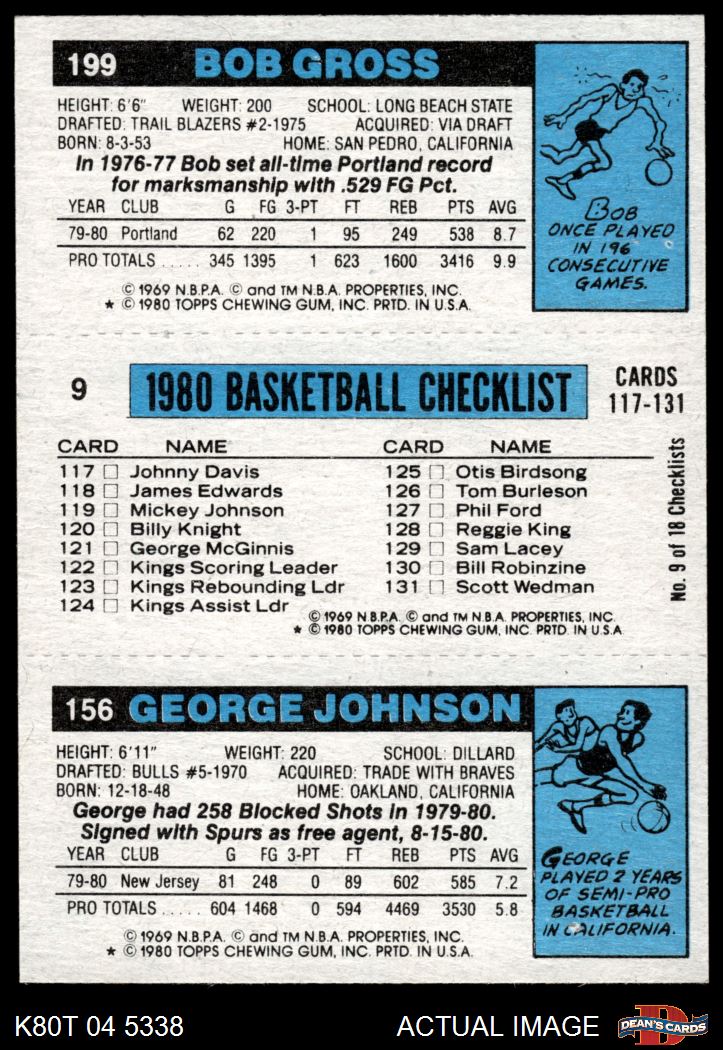 199 BOB GROSS
HEIGHT: 6'6" WEIGHT: 200 SCHOOL: LONG BEACH STATE
DRAFTED: TRAIL BLAZERS #2-1975 ACQUIRED: VIA DRAFT
BORN: 8-3-53 HOME: SAN PEDRO, CALIFORNIA
In 1976-77 Bob set all-time Portland record
for marksmanship with .529 FG Pct.
YEAR CLUB G FG 3-PT FT REB PTS AVG
79-80 Portland 62 220 1 95 249 538 8.7
PRO TOTALS ..... 345 1395 1 623 1600 3416 9.9
© 1969 N.B.P.A. © and TM N.B.A. PROPERTIES, INC.
★ © 1980 TOPPS CHEWING GUM, INC. PRTD. IN U.S.A.
BOB
ONCE PLAYED
IN 196
CONSECUTIVE
GAMES.
9 1980 BASKETBALL CHECKLIST CARDS
117-131
CARD NAME CARD NAME
117 □ Johnny Davis
118 □ James Edwards
119 □ Mickey Johnson
120 □ Billy Knight
121 □ George McGinnis
122 □ Kings Scoring Leader
123 □ Kings Rebounding Ldr
124 □ Kings Assist Ldr
125 □ Otis Birdsong
126 □ Tom Burleson
127 □ Phil Ford
128 □ Reggie King
129 □ Sam Lacey
130 □ Bill Robinzine
131 □ Scott Wedman
No. 9 of 18 Checklists
© 1969 N.B.P.A. © and TM N.B.A. PROPERTIES, INC.
★ © 1980 TOPPS CHEWING GUM, INC. PRTD. IN U.S.A.
156 GEORGE JOHNSON
HEIGHT: 6'11" WEIGHT: 220 SCHOOL: DILLARD
DRAFTED: BULLS #5-1970 ACQUIRED: TRADE WITH BRAVES
BORN: 12-18-48 HOME: OAKLAND, CALIFORNIA
George had 258 Blocked Shots in 1979-80.
Signed with Spurs as free agent, 8-15-80.
YEAR CLUB G FG 3-PT FT REB PTS AVG
79-80 New Jersey 81 248 0 89 602 585 7.2
PRO TOTALS ..... 604 1468 0 594 4469 3530 5.8
© 1969 N.B.P.A. © and TM N.B.A. PROPERTIES, INC.
★ © 1980 TOPPS CHEWING GUM, INC. PRTD. IN U.S.A.
GEORGE
PLAYED 2 YEARS
OF SEMI-PRO
BASKETBALL
IN CALIFORNIA.
K80T 04 5338 ACTUAL IMAGE D DEAN'S CARDS